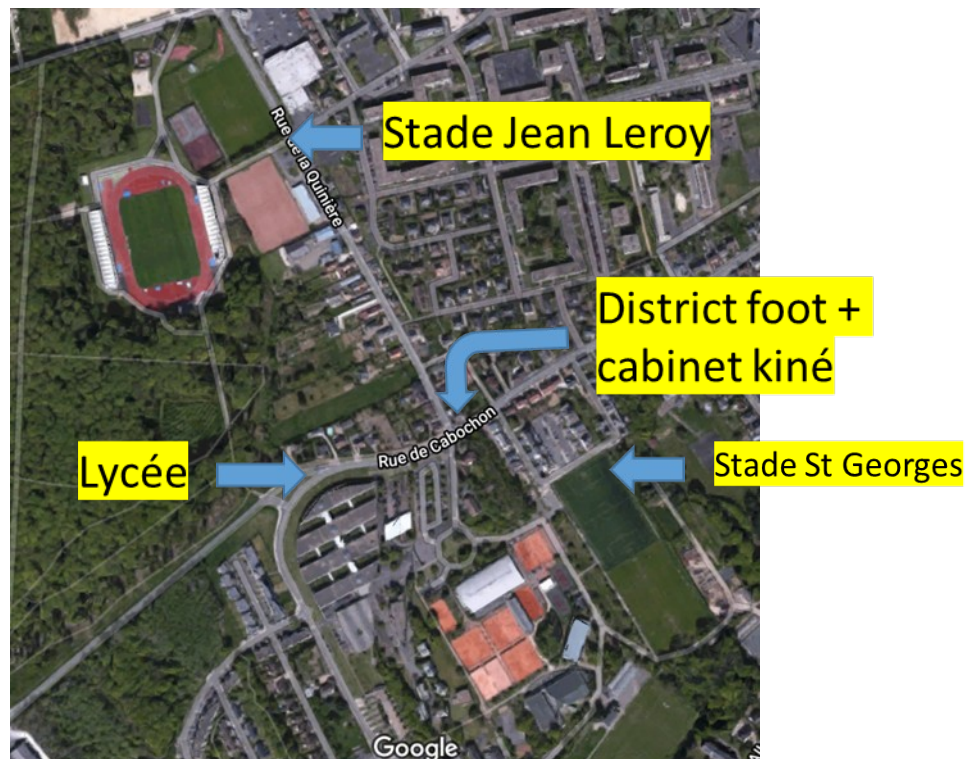 Stade Jean Leroy
Rue de la Quinière
District foot +
cabinet kiné
Rue de Cabochon
Lycée
Stade St Georges
Google